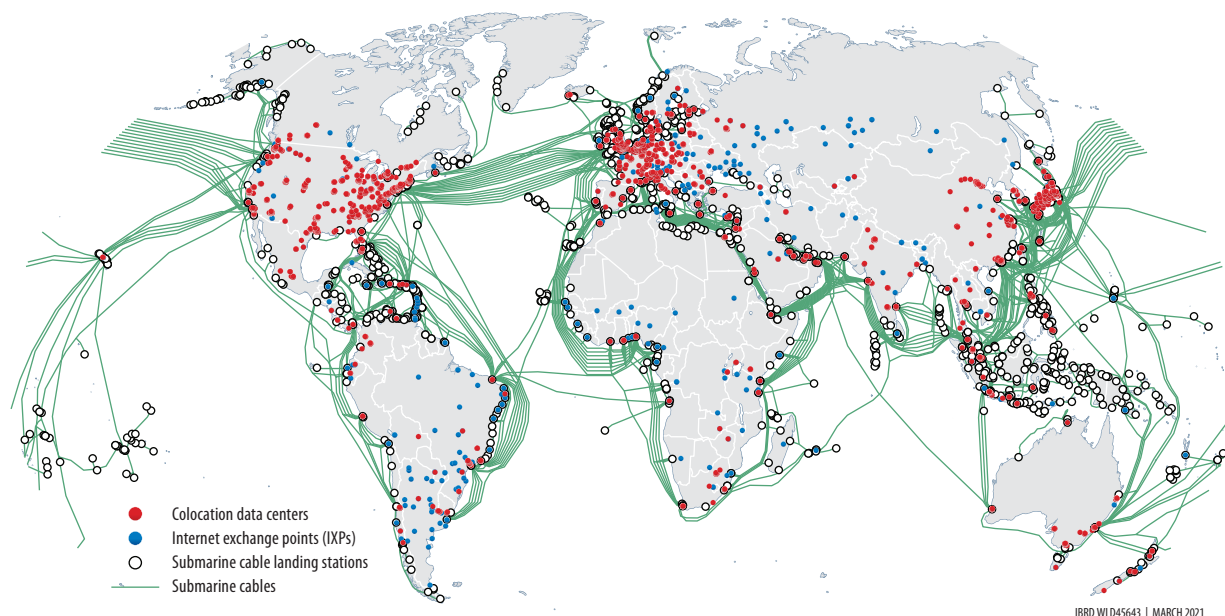 Colocation data centers
Internet exchange points (IXPs)
Submarine cable landing stations
Submarine cables
IBRD WLD45643 | MARCH 2021